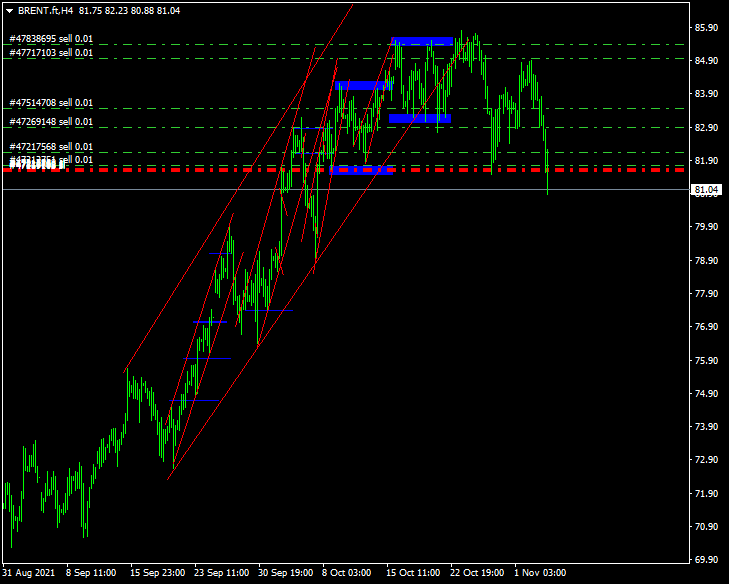 BRENT.ft,H4 81.75 82.23 80.88 81.04
#47838695 sell 0.01
#47717103 sell 0.01
#47514708 sell 0.01
#47269148 sell 0.01
#47217568 sell 0.01
sell 0.01
85.90
84.90
83.90
82.90
81.90
81.04
79.90
78.90
77.90
76.90
75.90
74.90
73.90
72.90
71.90
70.90
69.90
31 Aug 2021
8 Sep 11:00
15 Sep 23:00
23 Sep 11:00
30 Sep 19:00
8 Oct 03:00
15 Oct 11:00
22 Oct 19:00
1 Nov 03:00